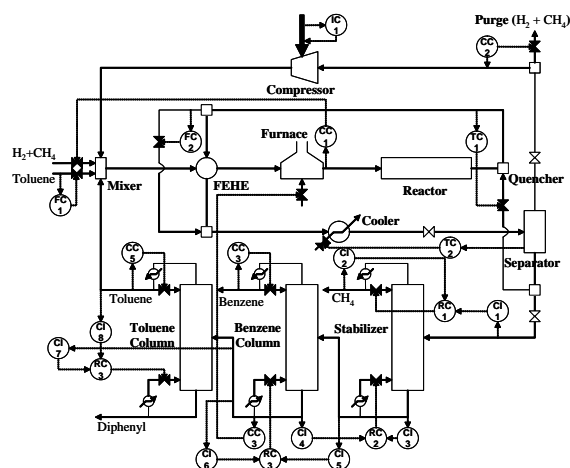 IC
1
Purge (H2 + CH4)
CC
2
Compressor
FC
2
Furnace
CC
1
TC
1
H2+CH4
Toluene
Mixer
FEHE
Reactor
Quencher
FC
1
Cooler
CC
5
CC
3
CI
2
TC
2
Separator
Toluene
Benzene
CH4
RC
1
CI
1
CI
8
Toluene
Column
Benzene
Column
Stabilizer
CI
7
RC
3
Diphenyl
CC
3
CI
4
RC
2
CI
3
CI
6
RC
3
CI
5